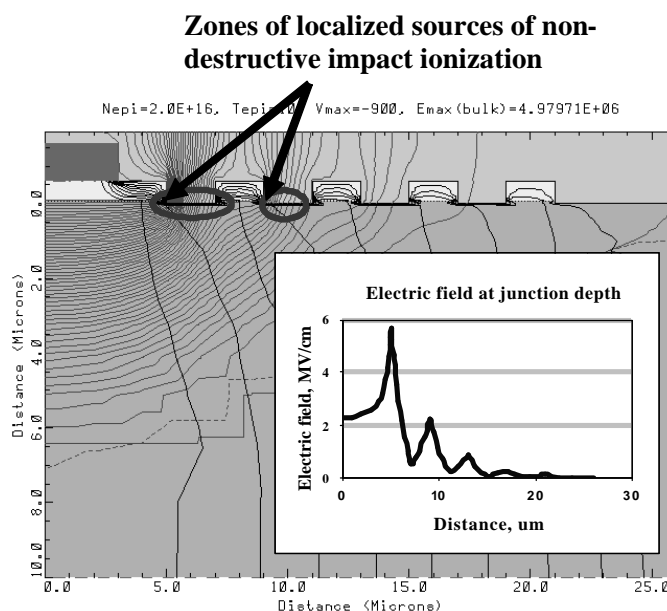 Zones of localized sources of non-
destructive impact ionization
Nepi=2.0E+16, Vmax=-900, Emax(bulk)=4.97971E+06
0.0
2.0
4.0
6.0
8.0
10.0
Distance (Microns)
0.0
5.0
10.0
15.0
20.0
25.0
Distance (Microns)
Electric field at junction depth
6
4
2
0
Electric field, MV/cm
0
10
20
30
Distance, um